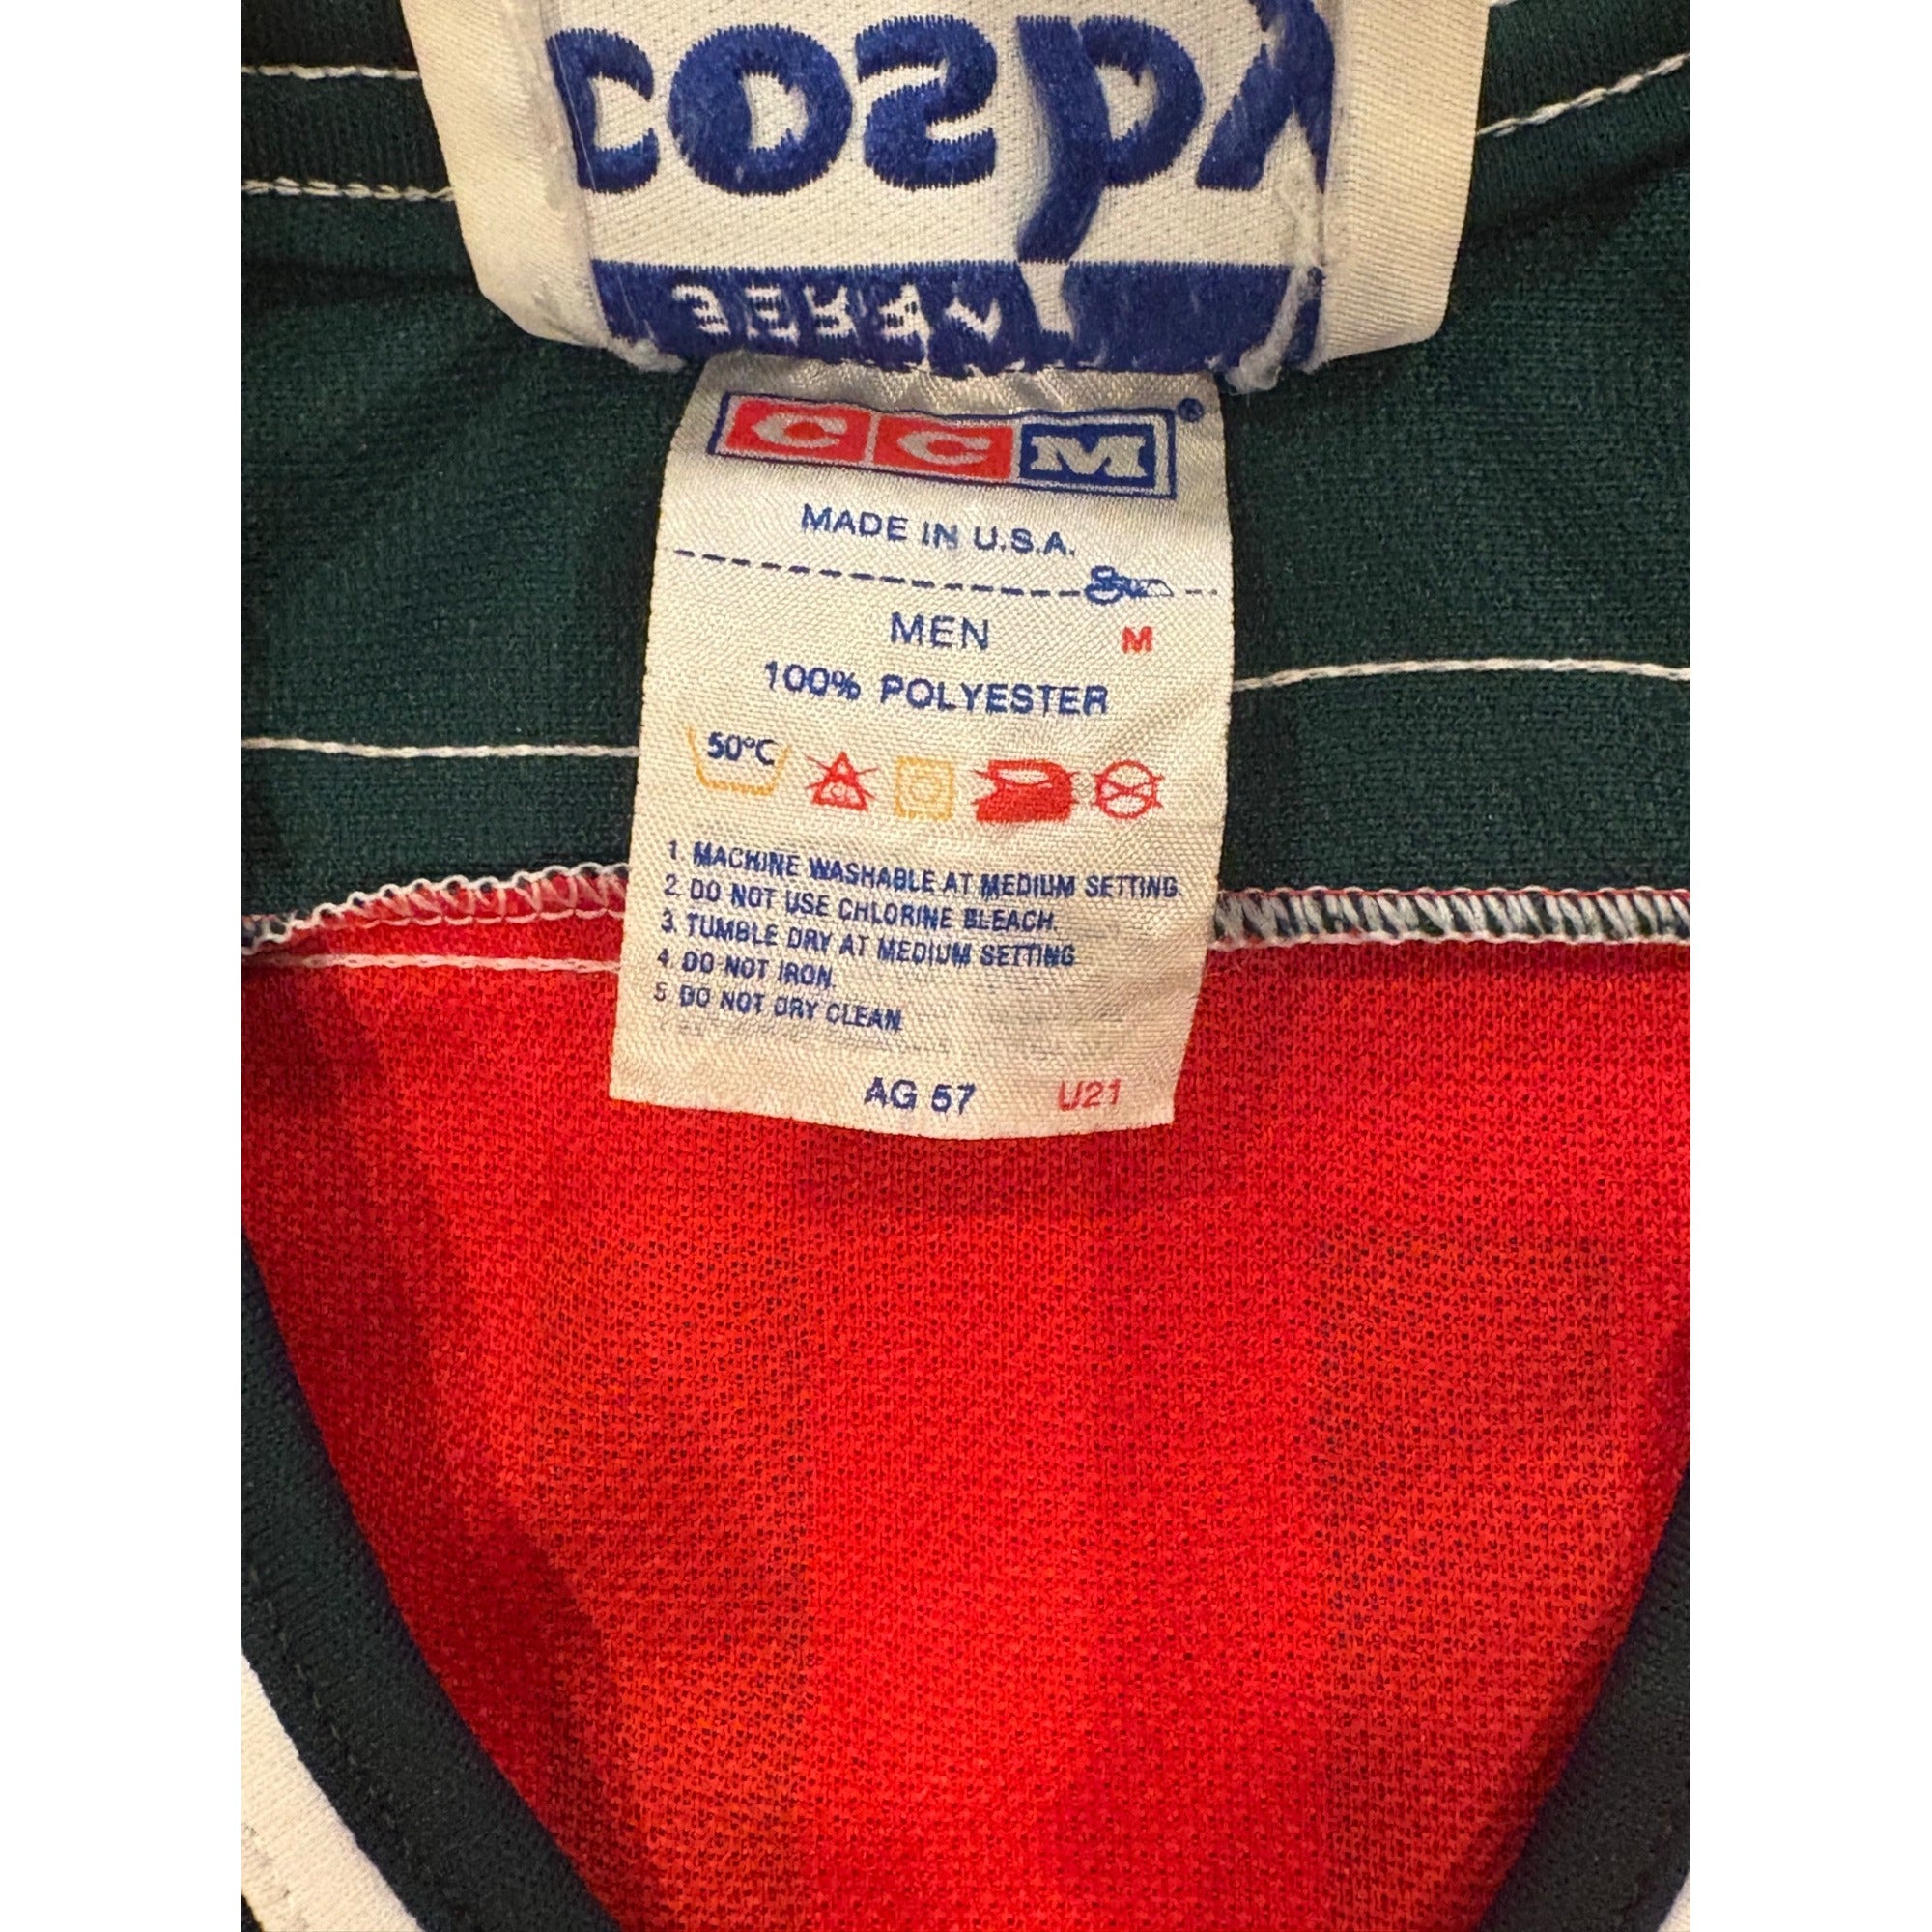 CCM®
MADE IN U.S.A.
MEN M
100% POLYESTER
50°C
CL
1. MACHINE WASHABLE AT MEDIUM SETTING.
2. DO NOT USE CHLORINE BLEACH.
3. TUMBLE DRY AT MEDIUM SETTING
4. DO NOT IRON.
5. DO NOT DRY CLEAN.
AG 57 U21